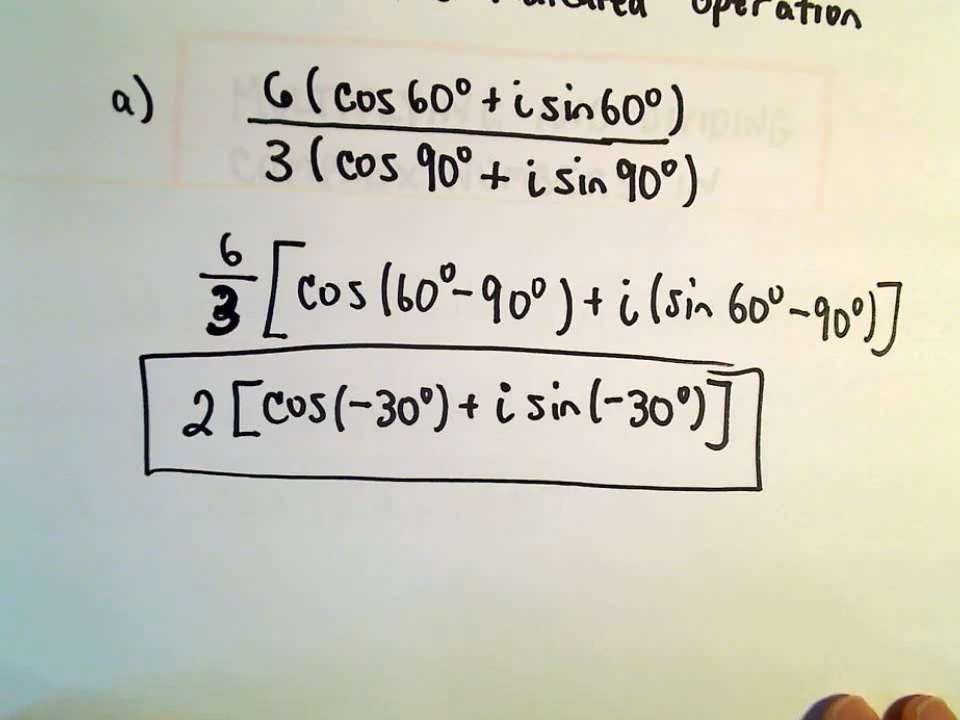 Operation
a) 6 (cos 60° + i sin 60°)
3 (cos 90° + i sin 90°)
6/3 [cos (60° - 90°) + i (sin 60° - 90°)]
2 [cos(-30°) + i sin(-30°)]